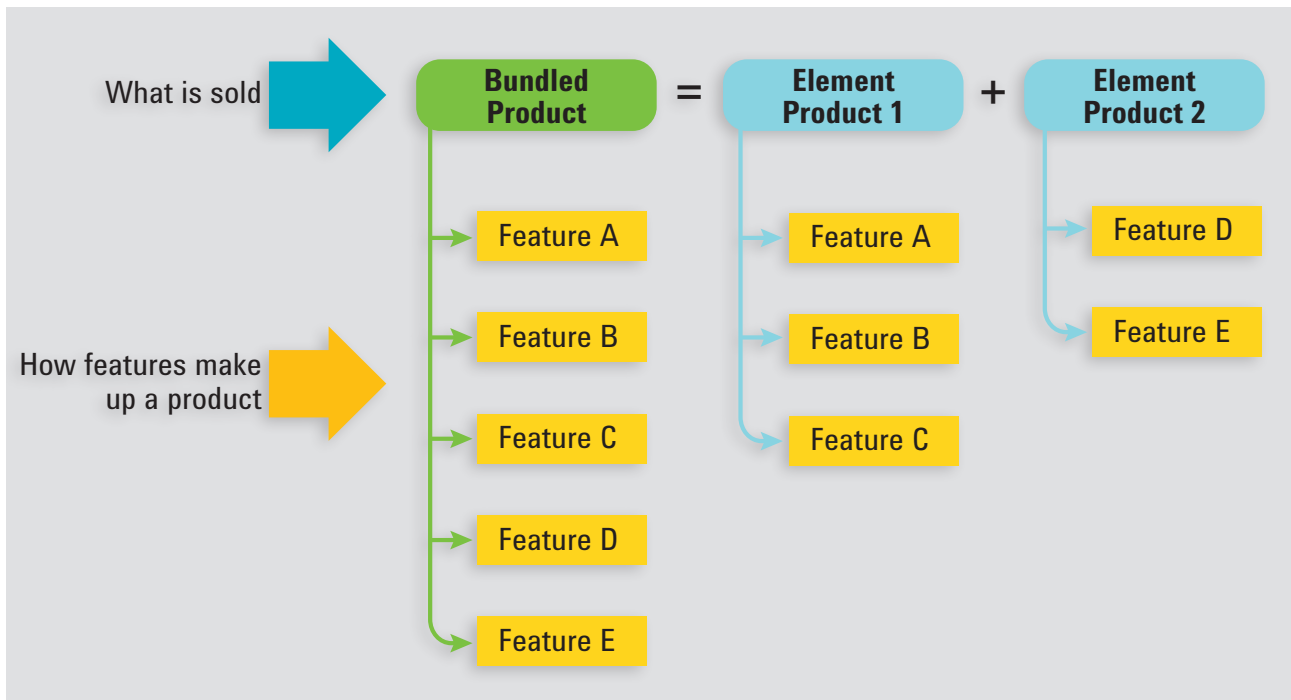 What is sold
Bundled
Product
=
Element
Product 1
+
Element
Product 2
How features make
up a product
Feature A
Feature B
Feature C
Feature D
Feature E
Feature A
Feature B
Feature C
Feature D
Feature E